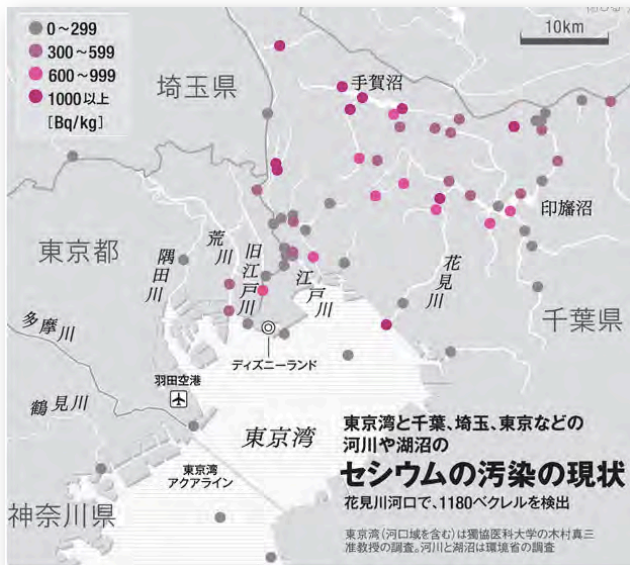 0～299
300～599
600～999
1000以上
[Bq/kg]
10km
埼玉県
手賀沼
印旛沼
東京都
隅田川
荒川
旧江戸川
江戸川
花見川
千葉県
多摩川
ディズニーランド
羽田空港
鶴見川
東京湾
東京湾
アクアライン
神奈川県
東京湾と千葉、埼玉、東京などの
河川や湖沼の
セシウムの汚染の現状
花見川河口で、1180ベクレルを検出
東京湾(河口域を含む)は獨協医科大学の木村真三
准教授の調査。河川と湖沼は環境省の調査